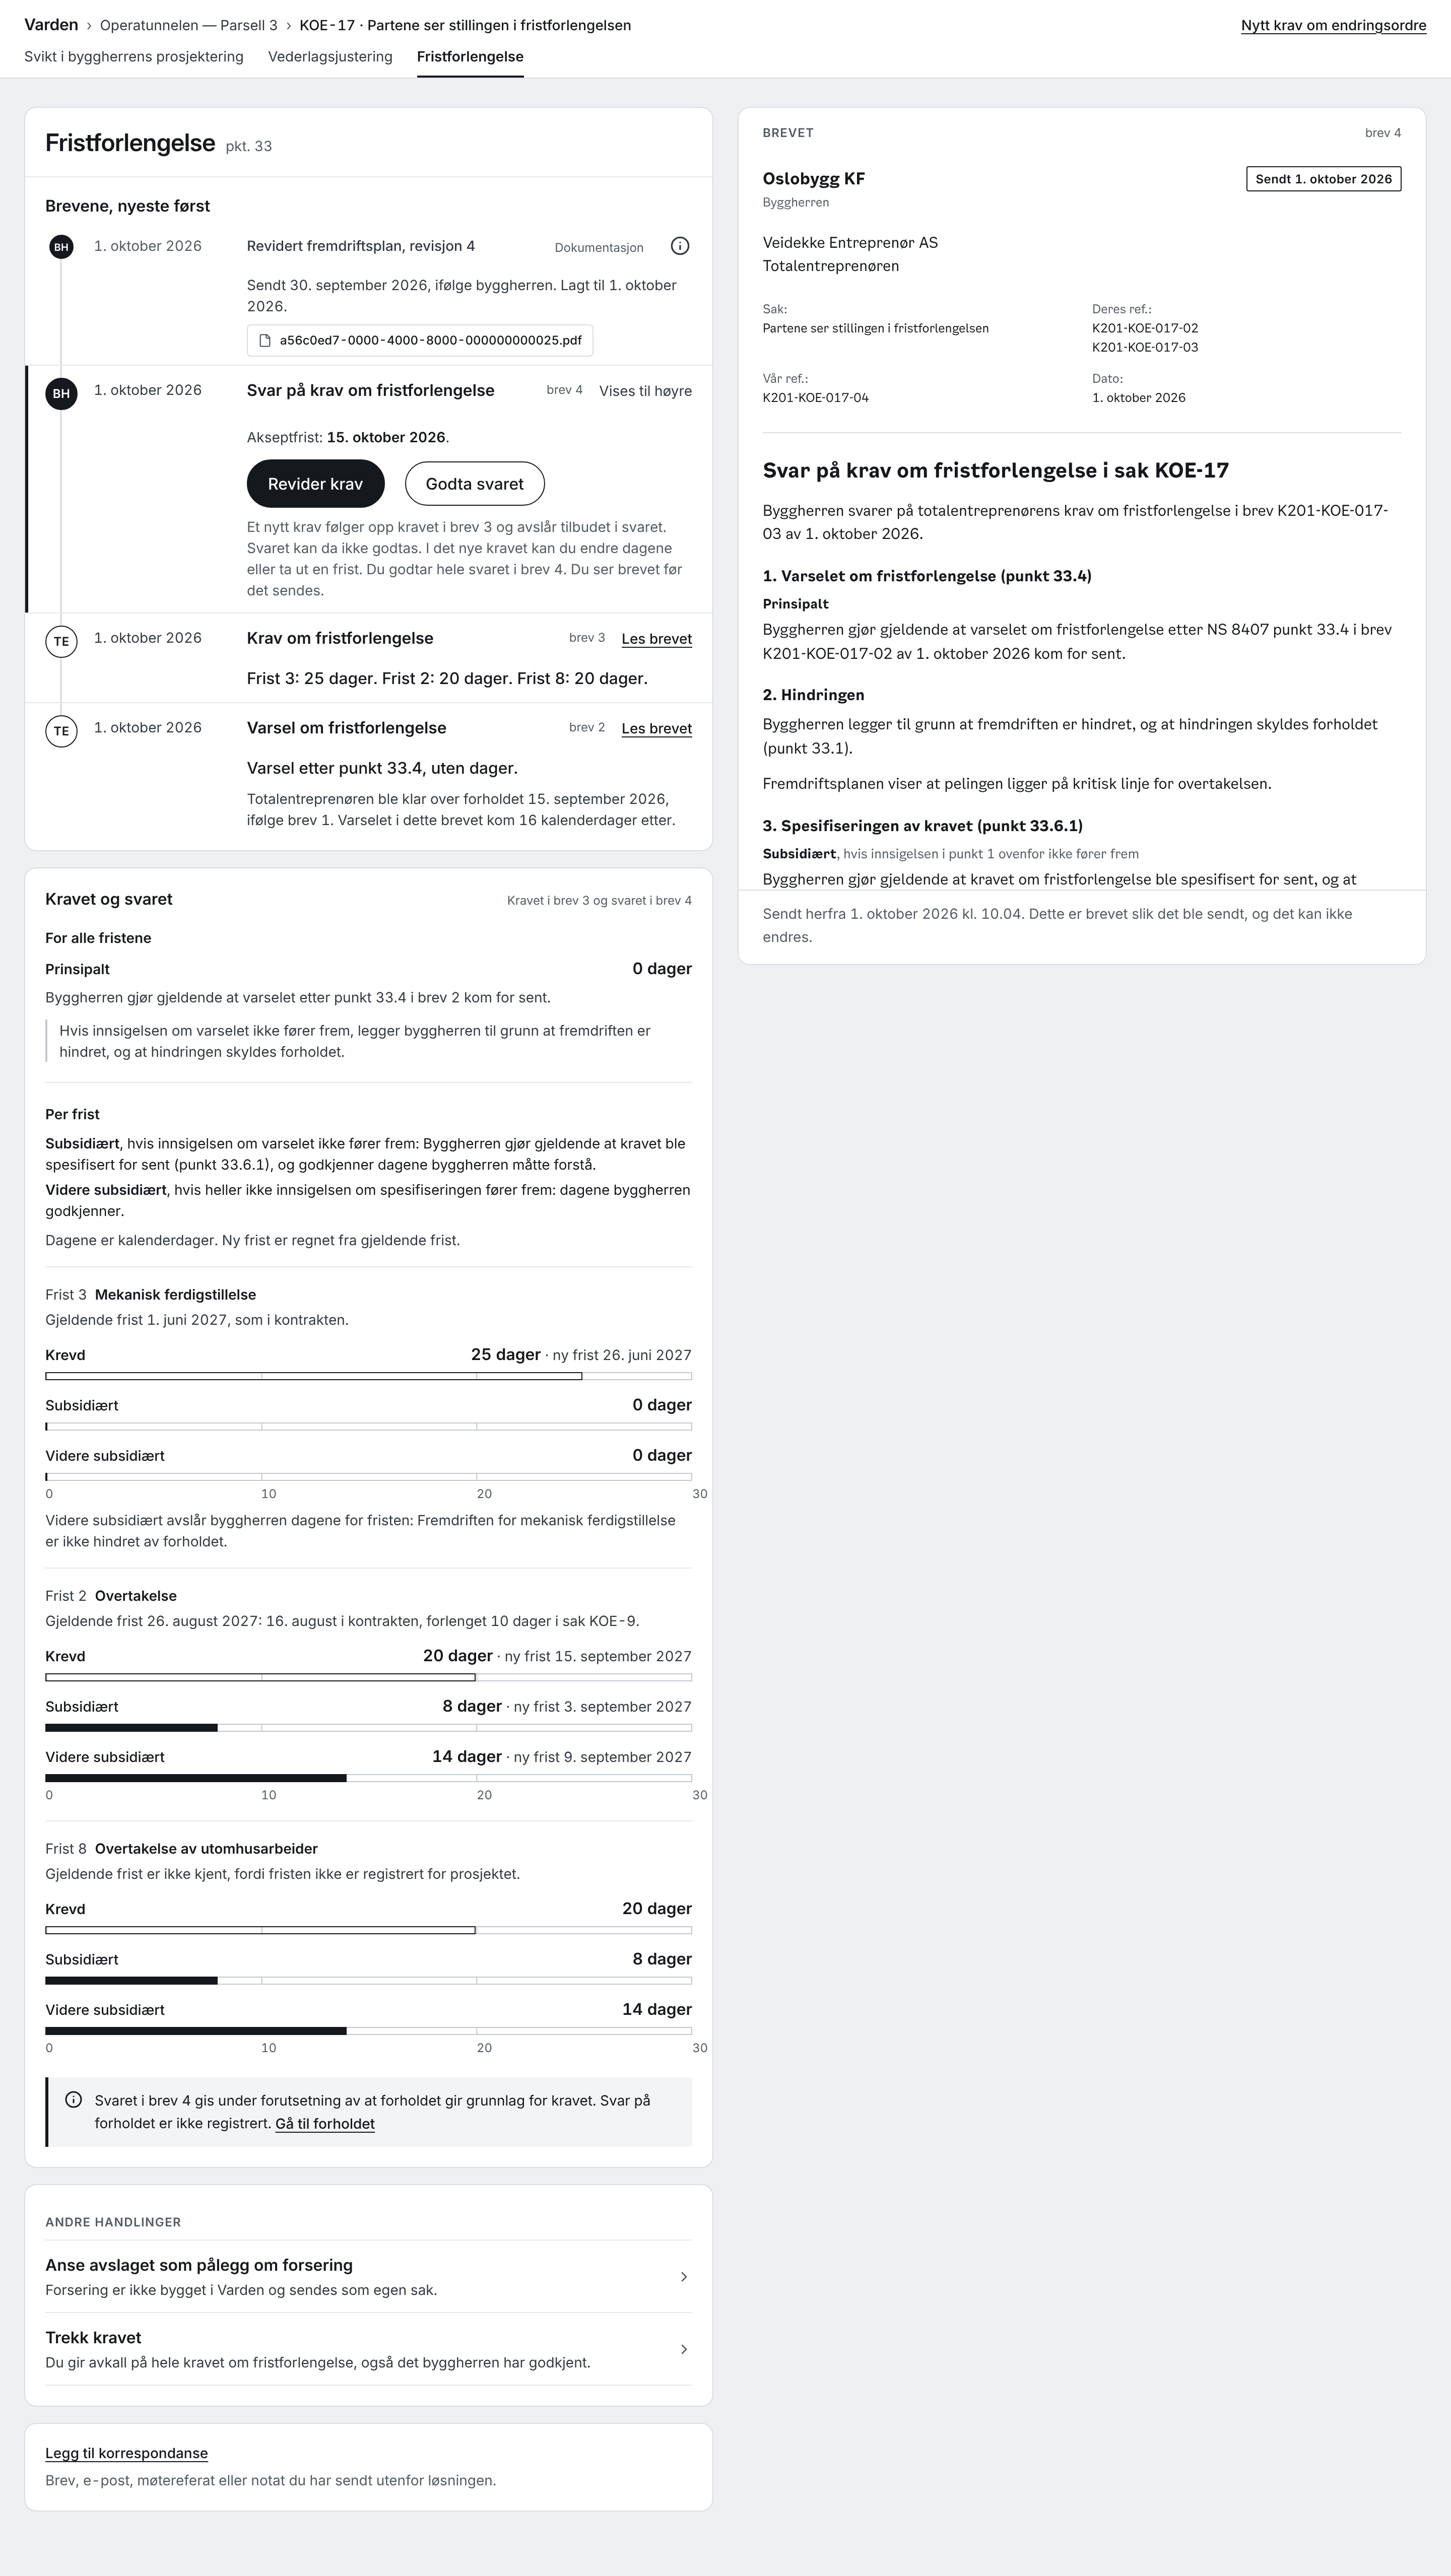 Varden › Operatunnelen — Parsell 3 › KOE-17 · Partene ser stillingen i fristforlengelsen
Nytt krav om endringsordre
Svikt i byggherrens prosjektering Vederlagsjustering Fristforlengelse
Fristforlengelse pkt. 33
Brevene, nyeste først
BH 1. oktober 2026 Revidert fremdriftsplan, revisjon 4 Dokumentasjon
Sendt 30. september 2026, ifølge byggherren. Lagt til 1. oktober
2026.
a56c0ed7-0000-4000-8000-000000000025.pdf
BH 1. oktober 2026 Svar på krav om fristforlengelse brev 4 Vises til høyre
Akseptfrist: 15. oktober 2026.
Revider krav Godta svaret
Et nytt krav følger opp kravet i brev 3 og avslår tilbudet i svaret.
Svaret kan da ikke godtas. I det nye kravet kan du endre dagene
eller ta ut en frist. Du godtar hele svaret i brev 4. Du ser brevet før
det sendes.
TE 1. oktober 2026 Krav om fristforlengelse brev 3 Les brevet
Frist 3: 25 dager. Frist 2: 20 dager. Frist 8: 20 dager.
TE 1. oktober 2026 Varsel om fristforlengelse brev 2 Les brevet
Varsel etter punkt 33.4, uten dager.
Totalentreprenøren ble klar over forholdet 15. september 2026,
ifølge brev 1. Varselet i dette brevet kom 16 kalenderdager etter.
Kravet og svaret Kravet i brev 3 og svaret i brev 4
For alle fristene
Prinsipalt 0 dager
Byggherren gjør gjeldende at varselet etter punkt 33.4 i brev 2 kom for sent.
Hvis innsigelsen om varselet ikke fører frem, legger byggherren til grunn at fremdriften er
hindret, og at hindringen skyldes forholdet.
Per frist
Subsidiært, hvis innsigelsen om varselet ikke fører frem: Byggherren gjør gjeldende at kravet ble
spesifisert for sent (punkt 33.6.1), og godkjenner dagene byggherren måtte forstå.
Videre subsidiært, hvis heller ikke innsigelsen om spesifiseringen fører frem: dagene byggherren
godkjenner.
Dagene er kalenderdager. Ny frist er regnet fra gjeldende frist.
Frist 3 Mekanisk ferdigstillelse
Gjeldende frist 1. juni 2027, som i kontrakten.
Krevd 25 dager · ny frist 26. juni 2027
Subsidiært 0 dager
Videre subsidiært 0 dager
0 10 20 30
Videre subsidiært avslår byggherren dagene for fristen: Fremdriften for mekanisk ferdigstillelse
er ikke hindret av forholdet.
Frist 2 Overtakelse
Gjeldende frist 26. august 2027: 16. august i kontrakten, forlenget 10 dager i sak KOE-9.
Krevd 20 dager · ny frist 15. september 2027
Subsidiært 8 dager · ny frist 3. september 2027
Videre subsidiært 14 dager · ny frist 9. september 2027
0 10 20 30
Frist 8 Overtakelse av utomhusarbeider
Gjeldende frist er ikke kjent, fordi fristen ikke er registrert for prosjektet.
Krevd 20 dager
Subsidiært 8 dager
Videre subsidiært 14 dager
0 10 20 30
Svaret i brev 4 gis under forutsetning av at forholdet gir grunnlag for kravet. Svar på
forholdet er ikke registrert. Gå til forholdet
ANDRE HANDLINGER
Anse avslaget som pålegg om forsering
Forsering er ikke bygget i Varden og sendes som egen sak.
Trekk kravet
Du gir avkall på hele kravet om fristforlengelse, også det byggherren har godkjent.
Legg til korrespondanse
Brev, e-post, møtereferat eller notat du har sendt utenfor løsningen.
BREVET brev 4
Oslobygg KF Sendt 1. oktober 2026
Byggherren
Veidekke Entreprenør AS
Totalentreprenøren
Sak: Deres ref.:
Partene ser stillingen i fristforlengelsen K201-KOE-017-02
K201-KOE-017-03
Vår ref.: Dato:
K201-KOE-017-04 1. oktober 2026
Svar på krav om fristforlengelse i sak KOE-17
Byggherren svarer på totalentreprenørens krav om fristforlengelse i brev K201-KOE-017-
03 av 1. oktober 2026.
1. Varselet om fristforlengelse (punkt 33.4)
Prinsipalt
Byggherren gjør gjeldende at varselet om fristforlengelse etter NS 8407 punkt 33.4 i brev
K201-KOE-017-02 av 1. oktober 2026 kom for sent.
2. Hindringen
Byggherren legger til grunn at fremdriften er hindret, og at hindringen skyldes forholdet
(punkt 33.1).
Fremdriftsplanen viser at pelingen ligger på kritisk linje for overtakelsen.
3. Spesifiseringen av kravet (punkt 33.6.1)
Subsidiært, hvis innsigelsen i punkt 1 ovenfor ikke fører frem
Byggherren gjør gjeldende at kravet om fristforlengelse ble spesifisert for sent, og at
Sendt herfra 1. oktober 2026 kl. 10.04. Dette er brevet slik det ble sendt, og det kan ikke
endres.